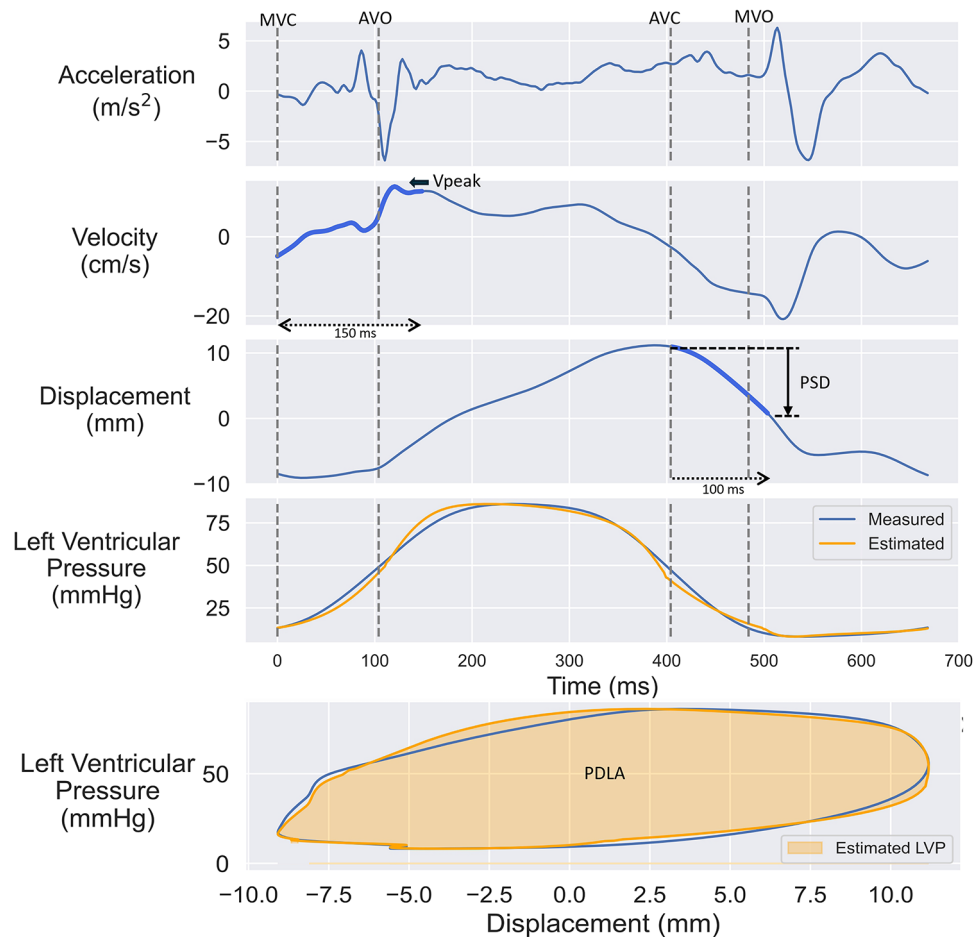 MVC AVO AVC MVO
Acceleration
(m/s²)
5
0
−5
Vpeak
Velocity
(cm/s)
0
−20
150 ms
Displacement
(mm)
10
0
−10
PSD
100 ms
Left Ventricular
Pressure
(mmHg)
75
50
25
Measured
Estimated
0 100 200 300 400 500 600 700
Time (ms)
Left Ventricular
Pressure
(mmHg)
50
0
PDLA
Estimated LVP
−10.0 −7.5 −5.0 −2.5 0.0 2.5 5.0 7.5 10.0
Displacement (mm)